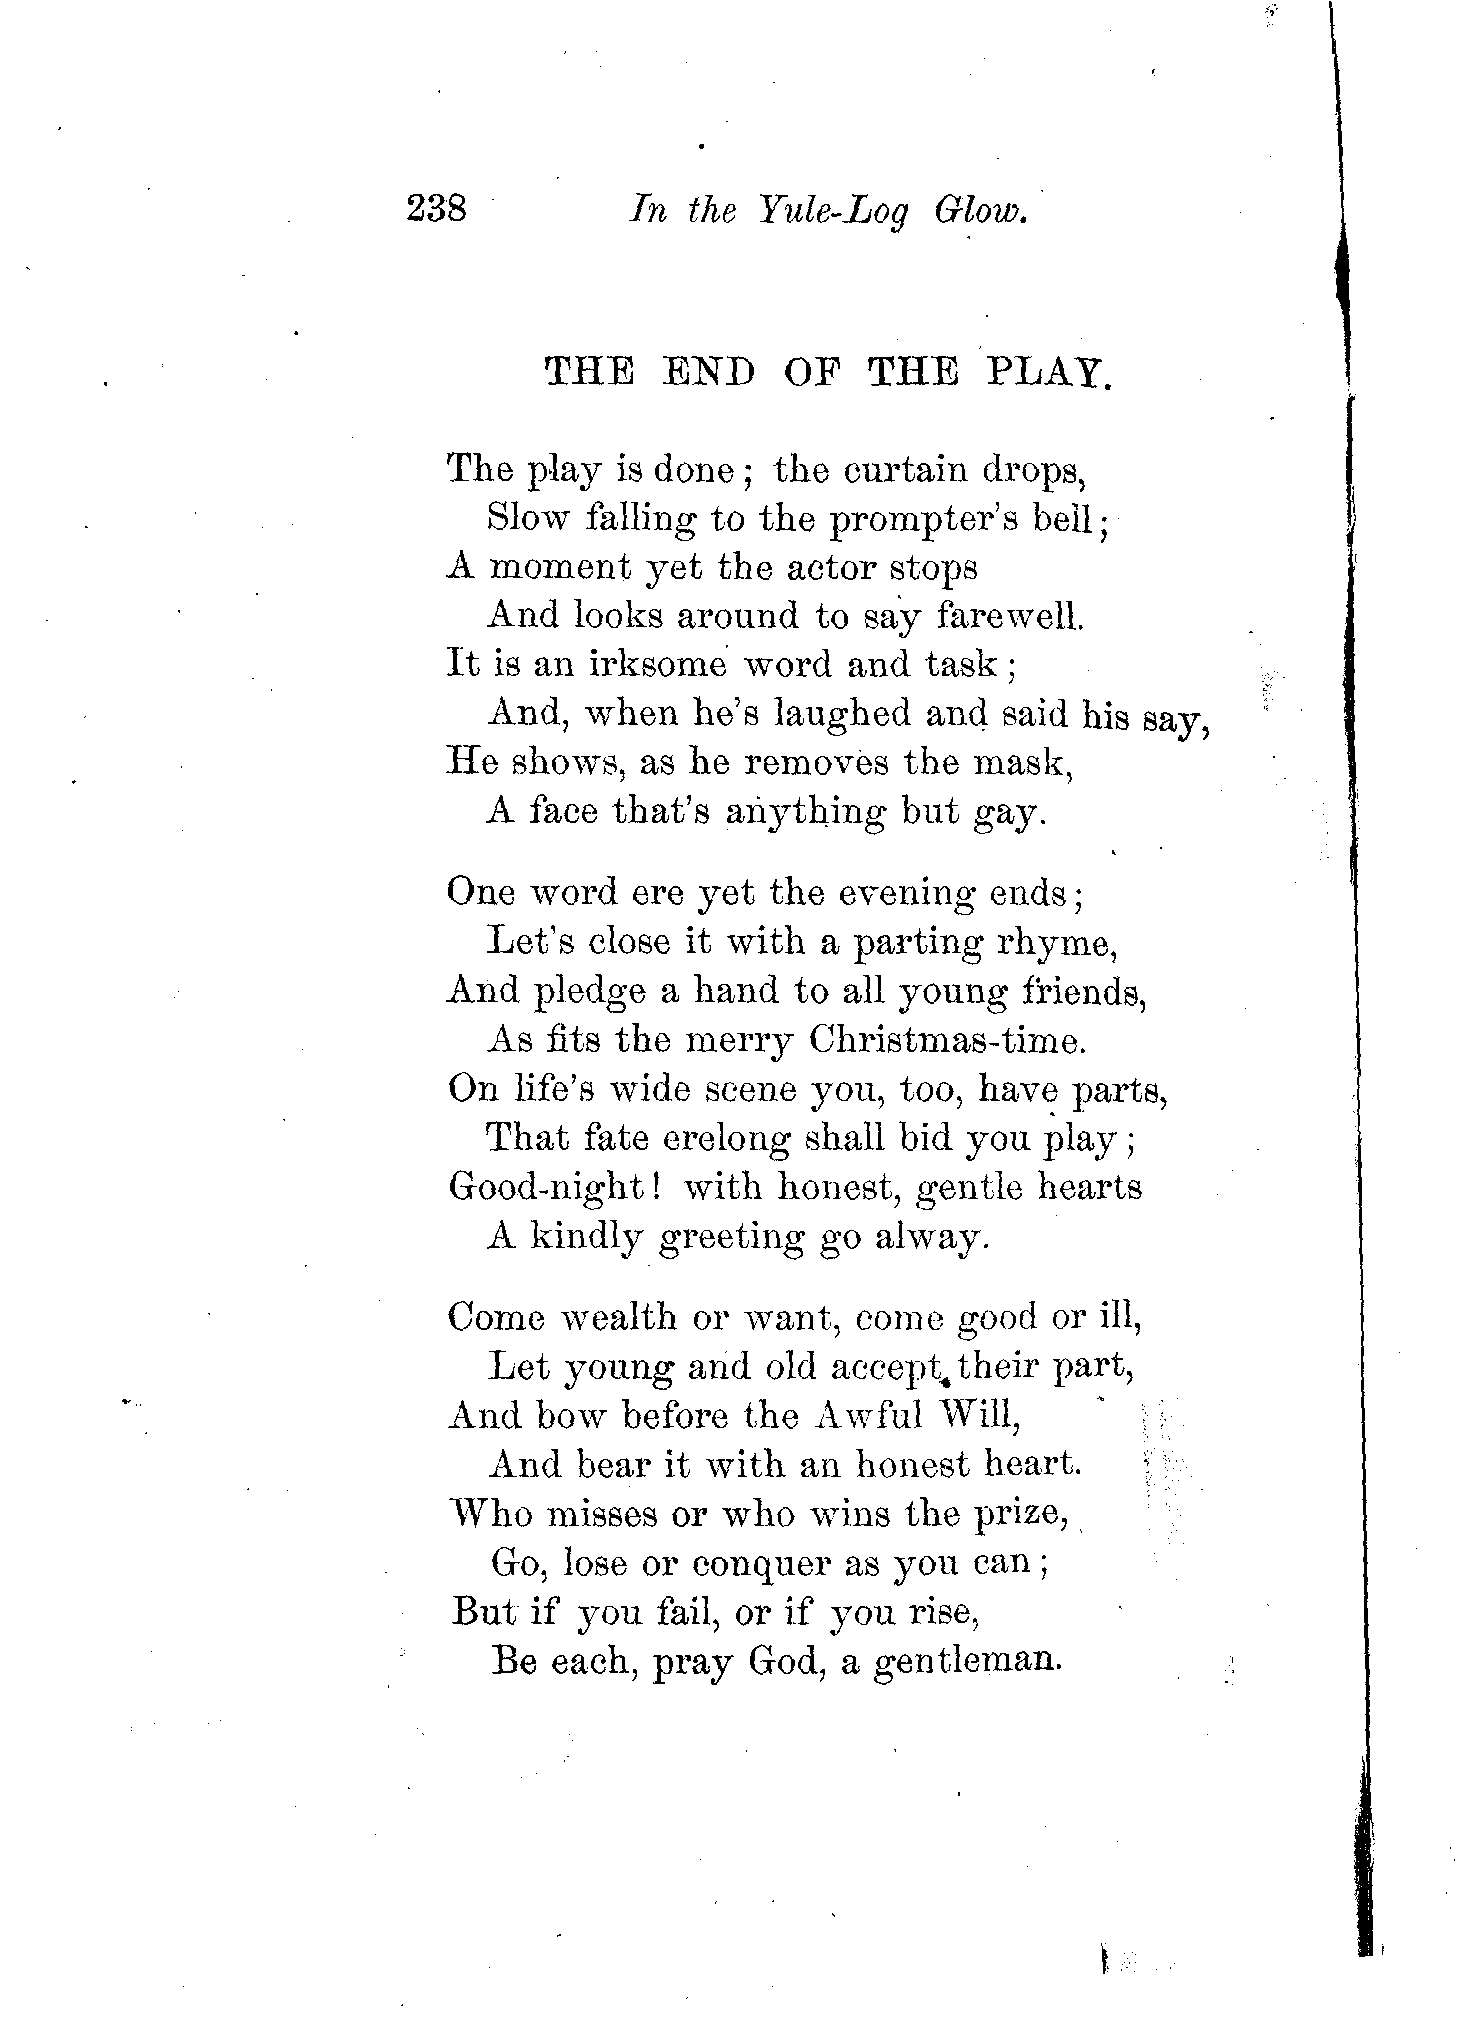 238 In the Yule-Log Glow.
THE END OF THE PLAY.
The play is done; the curtain drops,
Slow falling to the prompter's bell;
A moment yet the actor stops
And looks around to say farewell.
It is an irksome word and task;
And, when he's laughed and said his say,
He shows, as he removes the mask,
A face that's anything but gay.
One word ere yet the evening ends;
Let's close it with a parting rhyme,
And pledge a hand to all young friends,
As fits the merry Christmas-time.
On life's wide scene you, too, have parts,
That fate erelong shall bid you play;
Good-night! with honest, gentle hearts
A kindly greeting go alway.
Come wealth or want, come good or ill,
Let young and old accept their part,
And bow before the Awful Will,
And bear it with an honest heart.
Who misses or who wins the prize,
Go, lose or conquer as you can;
But if you fail, or if you rise,
Be each, pray God, a gentleman.